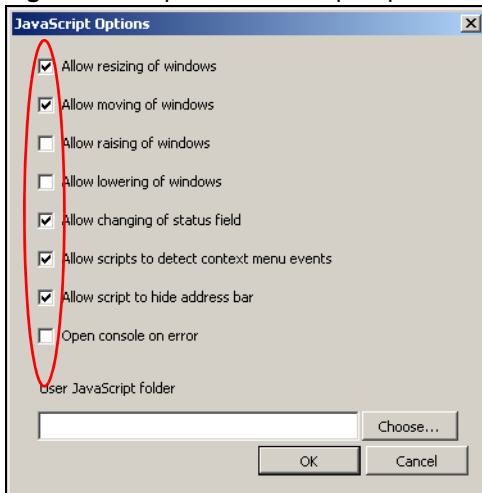 JavaScript Options
Allow resizing of windows
Allow moving of windows
Allow raising of windows
Allow lowering of windows
Allow changing of status field
Allow scripts to detect context menu events
Allow script to hide address bar
Open console on error
User JavaScript folder
Choose...
OK Cancel